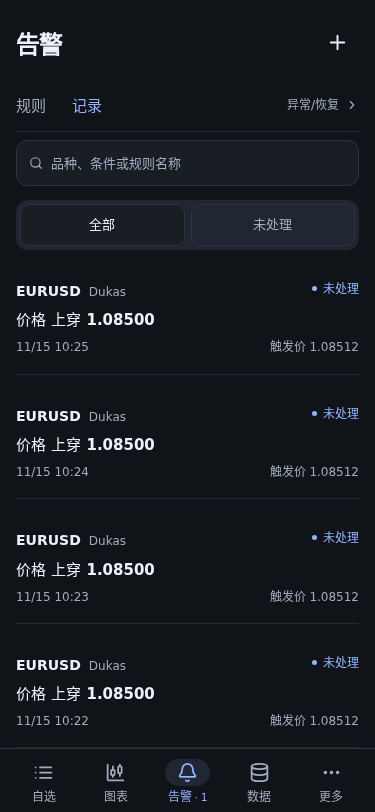 告警
规则 记录 异常/恢复
品种、条件或规则名称
全部 未处理
EURUSD Dukas 未处理
价格 上穿 1.08500
11/15 10:25 触发价 1.08512
EURUSD Dukas 未处理
价格 上穿 1.08500
11/15 10:24 触发价 1.08512
EURUSD Dukas 未处理
价格 上穿 1.08500
11/15 10:23 触发价 1.08512
EURUSD Dukas 未处理
价格 上穿 1.08500
11/15 10:22 触发价 1.08512
自选 图表 告警 · 1 数据 更多